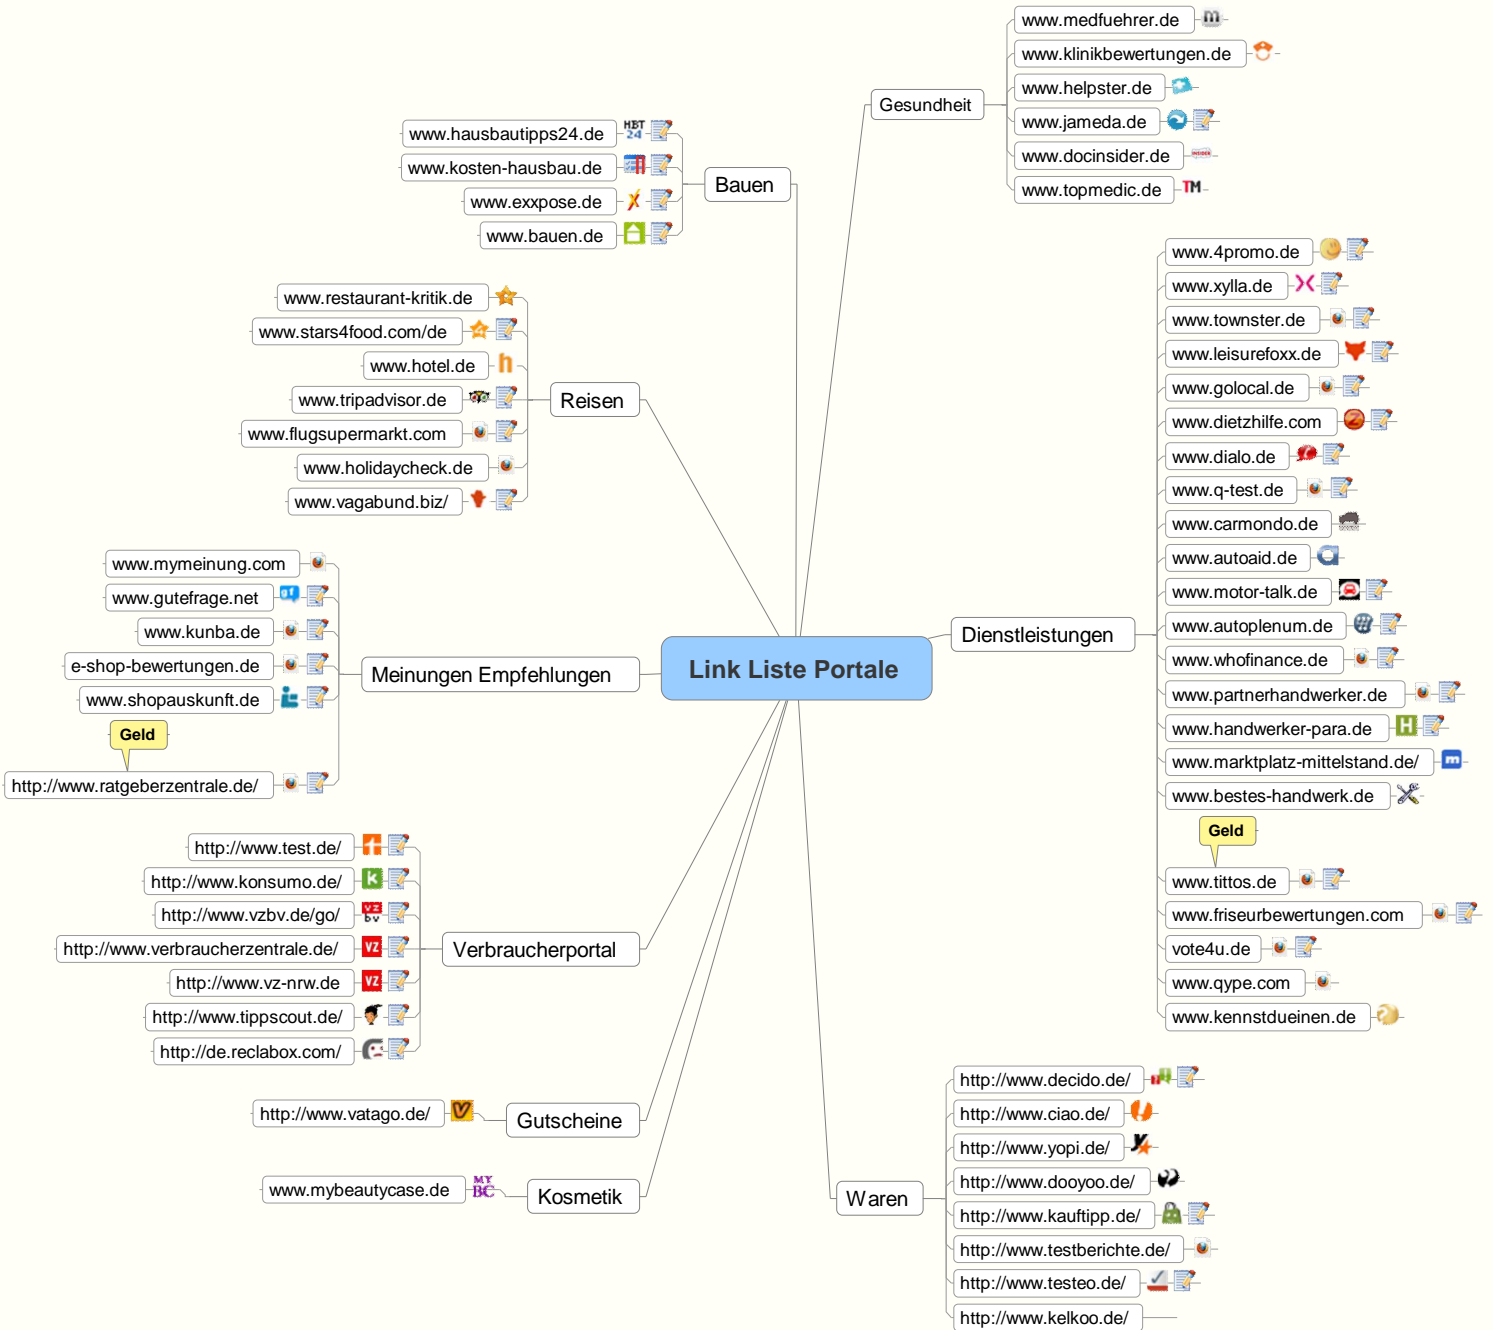 Link Liste Portale
Gesundheit
www.medfuehrer.de
www.klinikbewertungen.de
www.helpster.de
www.jameda.de
www.docinsider.de
www.topmedic.de
Dienstleistungen
www.4promo.de
www.xylla.de
www.townster.de
www.leisurefoxx.de
www.golocal.de
www.dietzhilfe.com
www.dialo.de
www.q-test.de
www.carmondo.de
www.autoaid.de
www.motor-talk.de
www.autoplenum.de
www.whofinance.de
www.partnerhandwerker.de
www.handwerker-para.de
www.marktplatz-mittelstand.de/
www.bestes-handwerk.de
Geld
www.tittos.de
www.friseurbewertungen.com
vote4u.de
www.qype.com
www.kennstdueinen.de
Waren
http://www.decido.de/
http://www.ciao.de/
http://www.yopi.de/
http://www.dooyoo.de/
http://www.kauftipp.de/
http://www.testberichte.de/
http://www.testeo.de/
http://www.kelkoo.de/
Bauen
www.hausbautipps24.de
HBT
24
www.kosten-hausbau.de
www.exxpose.de
www.bauen.de
Reisen
www.restaurant-kritik.de
www.stars4food.com/de
www.hotel.de
www.tripadvisor.de
www.flugsupermarkt.com
www.holidaycheck.de
www.vagabund.biz/
Meinungen Empfehlungen
www.mymeinung.com
www.gutefrage.net
www.kunba.de
e-shop-bewertungen.de
www.shopauskunft.de
Geld
http://www.ratgeberzentrale.de/
Verbraucherportal
http://www.test.de/
http://www.konsumo.de/
http://www.vzbv.de/go/
http://www.verbraucherzentrale.de/
http://www.vz-nrw.de
http://www.tippscout.de/
http://de.reclabox.com/
Gutscheine
http://www.vatago.de/
Kosmetik
www.mybeautycase.de
MY
BC